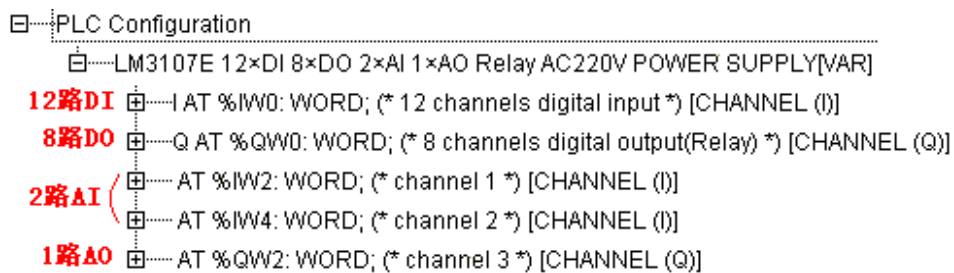 PLC Configuration
LM3107E 12×DI 8×DO 2×AI 1×AO Relay AC220V POWER SUPPLY[VAR]
12路DI I AT %IW0: WORD; (* 12 channels digital input *) [CHANNEL (I)]
8路DO Q AT %QW0: WORD; (* 8 channels digital output(Relay) *) [CHANNEL (Q)]
2路AI
AT %IW2: WORD; (* channel 1 *) [CHANNEL (I)]
AT %IW4: WORD; (* channel 2 *) [CHANNEL (I)]
1路AO AT %QW2: WORD; (* channel 3 *) [CHANNEL (Q)]